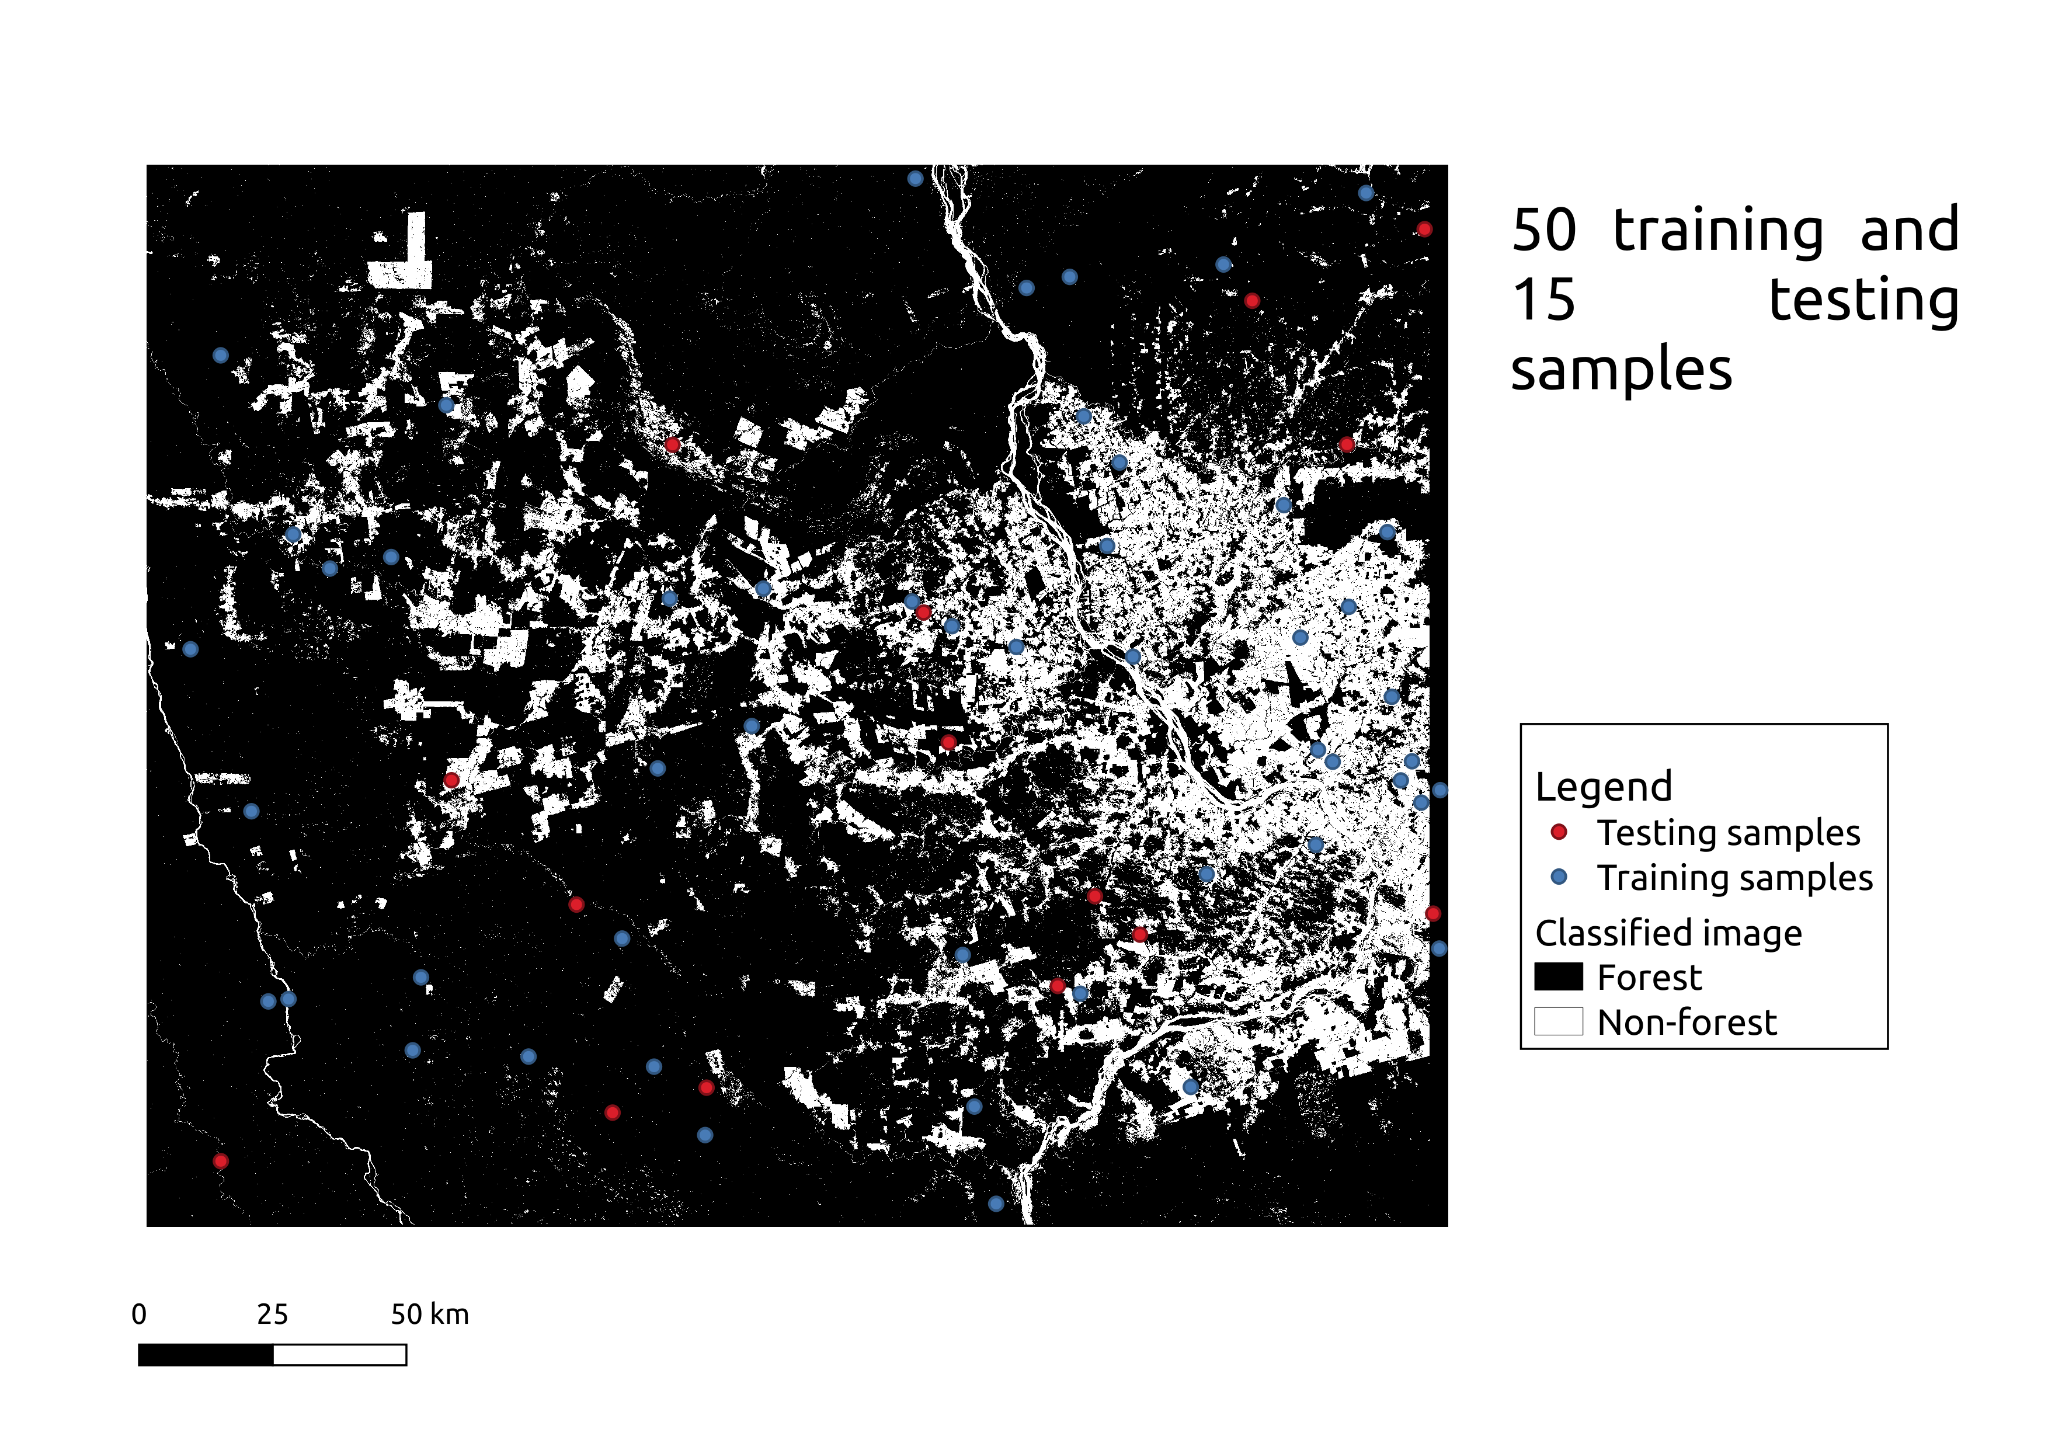 50 training and
15 testing
samples
Legend
Testing samples
Training samples
Classified image
Forest
Non-forest
0 25 50 km